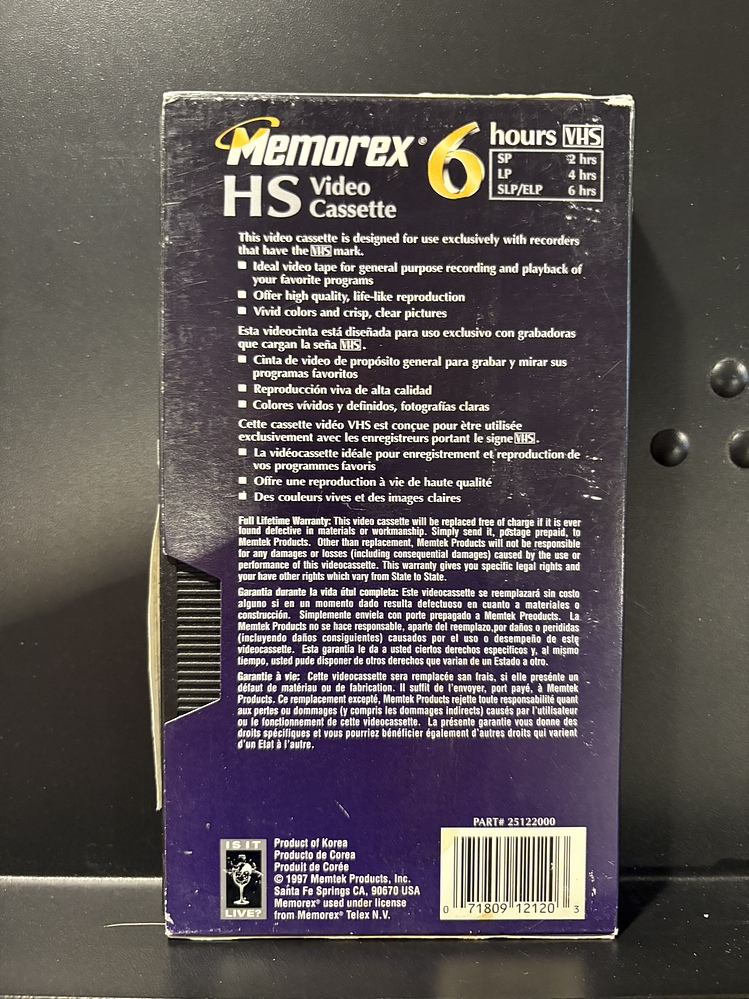 Memorex® 6 hours VHS
SP 2 hrs
LP 4 hrs
SLP/ELP 6 hrs
HS Video
Cassette
This video cassette is designed for use exclusively with recorders
that have the VHS mark.
■ Ideal video tape for general purpose recording and playback of
your favorite programs
■ Offer high quality, life-like reproduction
■ Vivid colors and crisp, clear pictures
Esta videocinta está diseñada para uso exclusivo con grabadoras
que cargan la seña VHS.
■ Cinta de video de propósito general para grabar y mirar sus
programas favoritos
■ Reproducción viva de alta calidad
■ Colores vívidos y definidos, fotografías claras
Cette cassette vidéo VHS est conçue pour être utilisée
exclusivement avec les enregistreurs portant le signe VHS.
■ La vidéocassette idéale pour enregistrement et reproduction de
vos programmes favoris
■ Offre une reproduction à vie de haute qualité
■ Des couleurs vives et des images claires
Full Lifetime Warranty: This video cassette will be replaced free of charge if it is ever
found defective in materials or workmanship. Simply send it, postage prepaid, to
Memtek Products. Other than replacement, Memtek Products will not be responsible
for any damages or losses (including consequential damages) caused by the use or
performance of this videocassette. This warranty gives you specific legal rights and
your have other rights which vary from State to State.
Garantia durante la vida útul completa: Este videocassette se reemplazará sin costo
alguno si en un momento dado resulta defectuoso en cuanto a materiales o
construcción. Simplemente enviela con porte prepagado a Memtek Preoducts. La
Memtek Products no se hace responsable, aparte del reemplazo,por daños o perdidas
(incluyendo daños consiguientes) causados por el uso o desempeño de este
videocassette. Esta garantia le da a usted ciertos derechos especificos y, al mismo
tiempo, usted pude disponer de otros derechos que varian de un Estado a otro.
Garantie à vie: Cette videocassette sera remplacée san frais, si elle presénte un
défaut de matériau ou de fabrication. Il suffit de l'envoyer, port payé, à Memtek
Products. Ce remplacement excepté, Memtek Products rejette toute responsabilité quant
aux pertes ou dommages (y compris les dommages indirects) causés par l'utilisateur
ou le fonctionnement de cette videocassette. La présente garantie vous donne des
droits spécifiques et vous pourriez bénéficier également d'autres droits qui varient
d'un Etat à l'autre.
PART# 25122000
IS IT
LIVE?
Product of Korea
Producto de Corea
Produit de Corée
© 1997 Memtek Products, Inc.
Santa Fe Springs CA, 90670 USA
Memorex® used under license
from Memorex® Telex N.V.
0 71809 12120 3